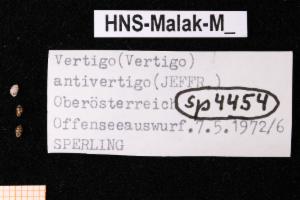 HNS-Malak-M_
Vertigo(Vertigo)
antivertigo(JEFFR.)
Oberösterreich sp4454
Offenseeauswurf.7.5.1972/6
SPERLING